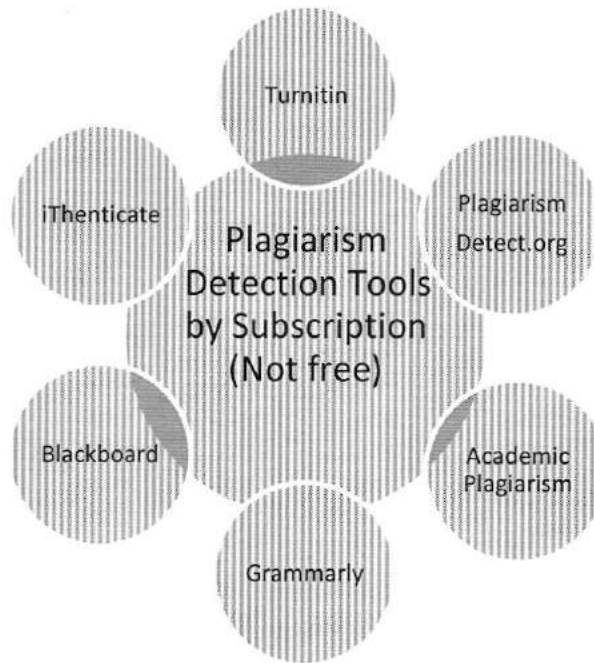 Turnitin
iThenticate
Plagiarism
Detect.org
Plagiarism
Detection Tools
by Subscription
(Not free)
Blackboard
Academic
Plagiarism
Grammarly